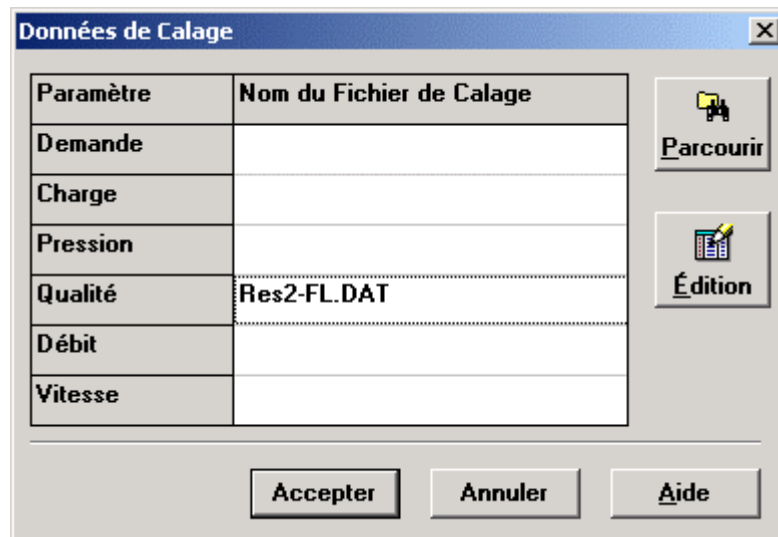 Données de Calage
Paramètre Nom du Fichier de Calage
Demande
Parcourir
Charge
Pression
Qualité Res2-FL.DAT
Édition
Débit
Vitesse
Accepter Annuler Aide